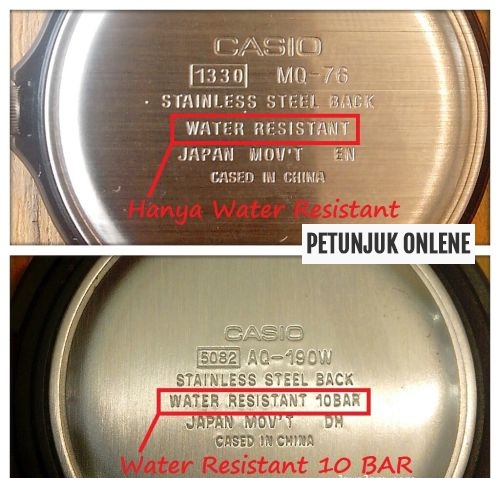 CASIO
1330 MQ-76
STAINLESS STEEL BACK
WATER RESISTANT
JAPAN MOV'T EN
CASED IN CHINA
Hanya Water Resistant
PETUNJUK ONLENE
CASIO
5082 AQ-190W
STAINLESS STEEL BACK
WATER RESISTANT 10BAR
JAPAN MOV'T DH
CASED IN CHINA
Water Resistant 10 BAR